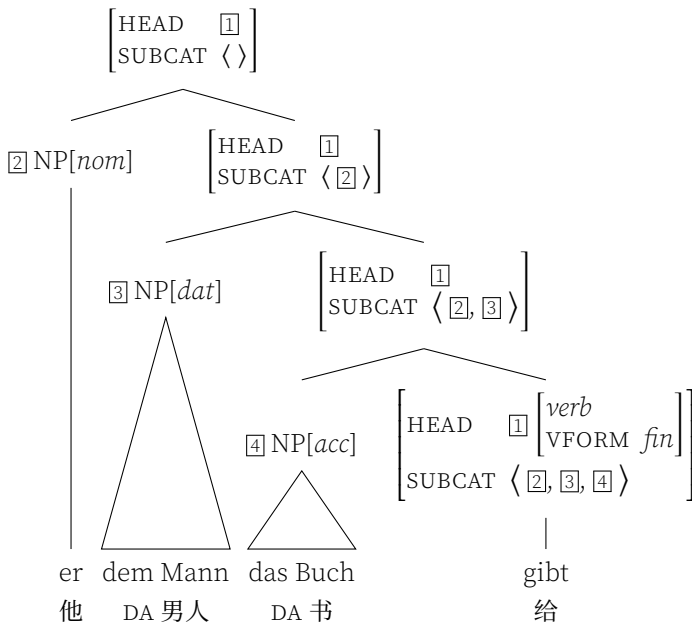 HEAD 1
SUBCAT ⟨ ⟩
2 NP[nom]
HEAD 1
SUBCAT ⟨ 2 ⟩
3 NP[dat]
HEAD 1
SUBCAT ⟨ 2, 3 ⟩
4 NP[acc]
HEAD 1 [verb
VFORM fin]
SUBCAT ⟨ 2, 3, 4 ⟩
er dem Mann das Buch gibt
他 DA 男人 DA 书 给